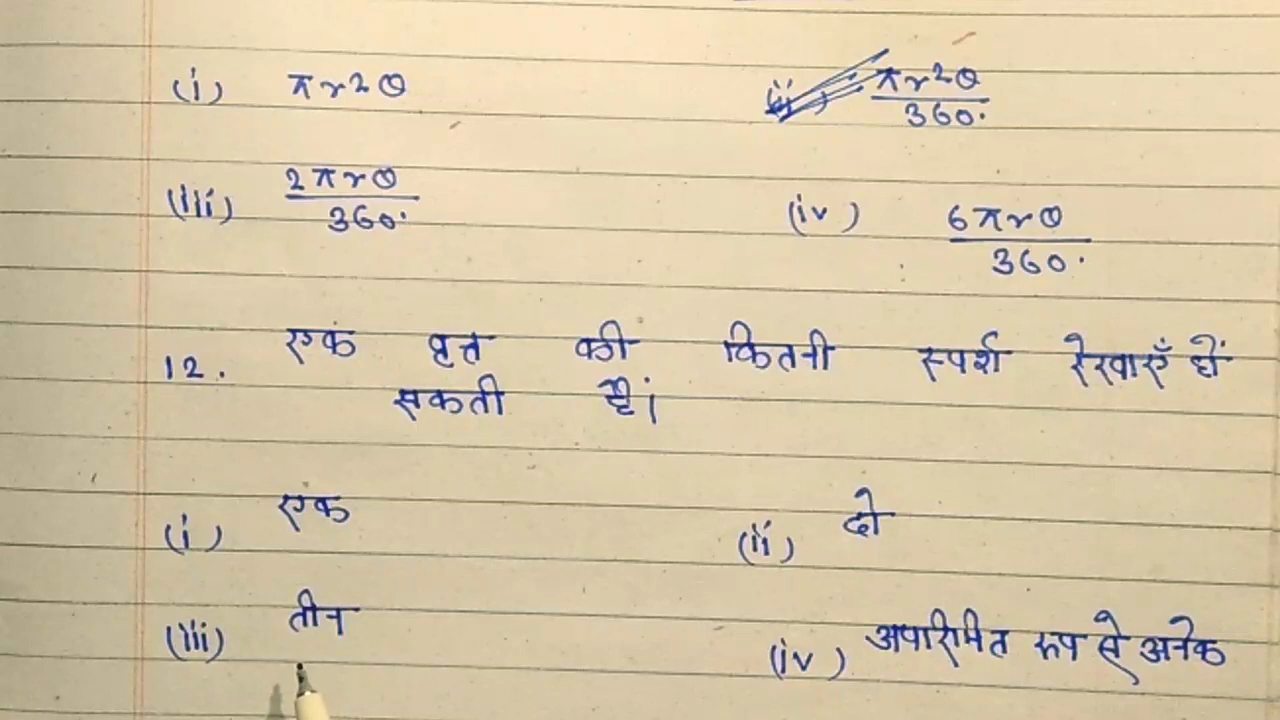 (i) πr2θ (ii) πr2θ/360°
(iii) 2πrθ/360° (iv) 6πrθ/360°
12. एक वृत्त की कितनी स्पर्श रेखाएँ हों
सकती हैं।
(i) एक (ii) दो
(iii) तीन (iv) अपरिमित रूप से अनेक